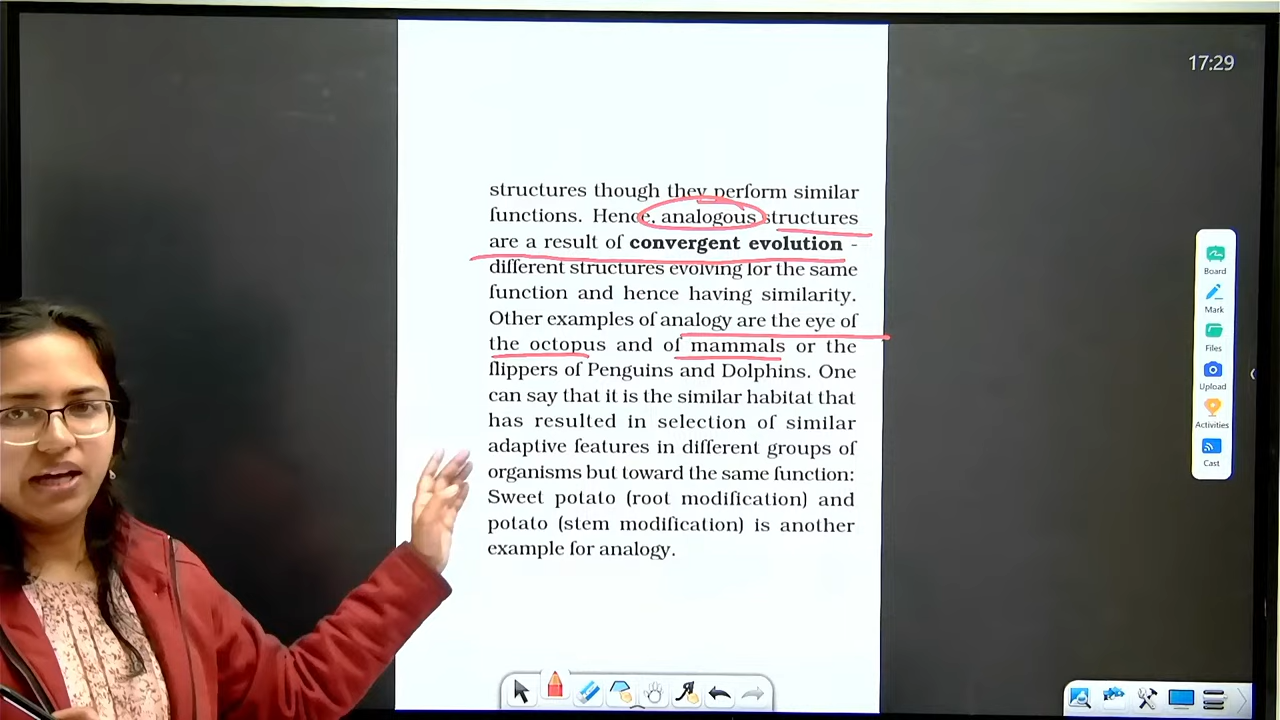 17:29
structures though they perform similar
functions. Hence, analogous structures
are a result of convergent evolution -
different structures evolving for the same
function and hence having similarity.
Other examples of analogy are the eye of
the octopus and of mammals or the
flippers of Penguins and Dolphins. One
can say that it is the similar habitat that
has resulted in selection of similar
adaptive features in different groups of
organisms but toward the same function:
Sweet potato (root modification) and
potato (stem modification) is another
example for analogy.
Board
Mark
Files
Upload
Activities
Cast